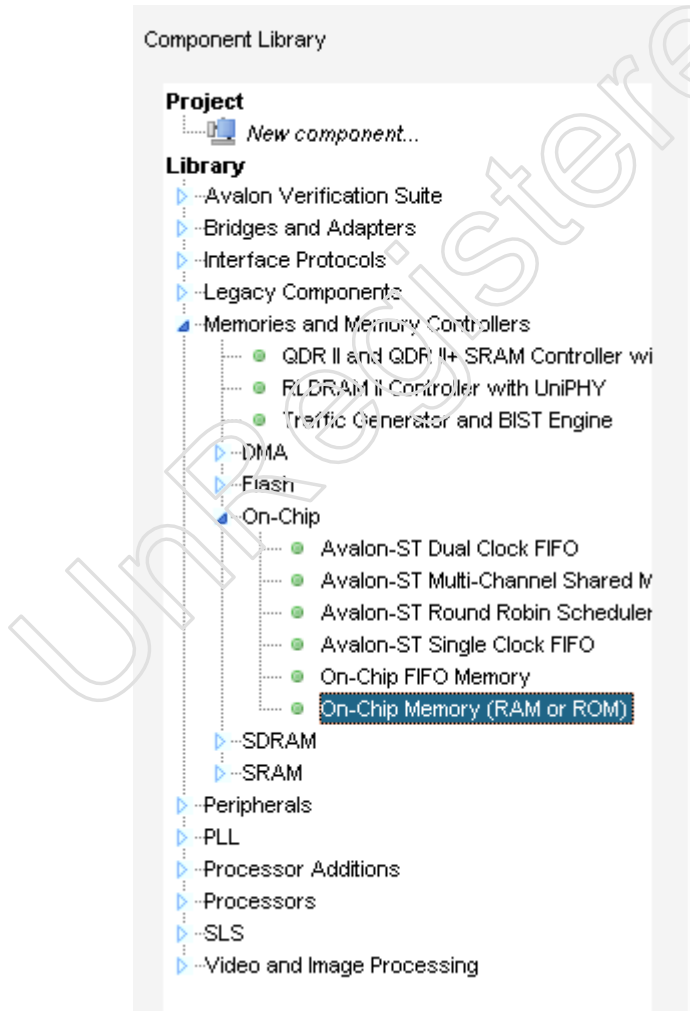 Component Library
Project
New component...
Library
Avalon Verification Suite
Bridges and Adapters
Interface Protocols
Legacy Components
Memories and Memory Controllers
QDR II and QDR II+ SRAM Controller wi
RLDRAM II Controller with UniPHY
Traffic Generator and BIST Engine
DMA
Flash
On-Chip
Avalon-ST Dual Clock FIFO
Avalon-ST Multi-Channel Shared M
Avalon-ST Round Robin Scheduler
Avalon-ST Single Clock FIFO
On-Chip FIFO Memory
On-Chip Memory (RAM or ROM)
SDRAM
SRAM
Peripherals
PLL
Processor Additions
Processors
SLS
Video and Image Processing
UnRegistere